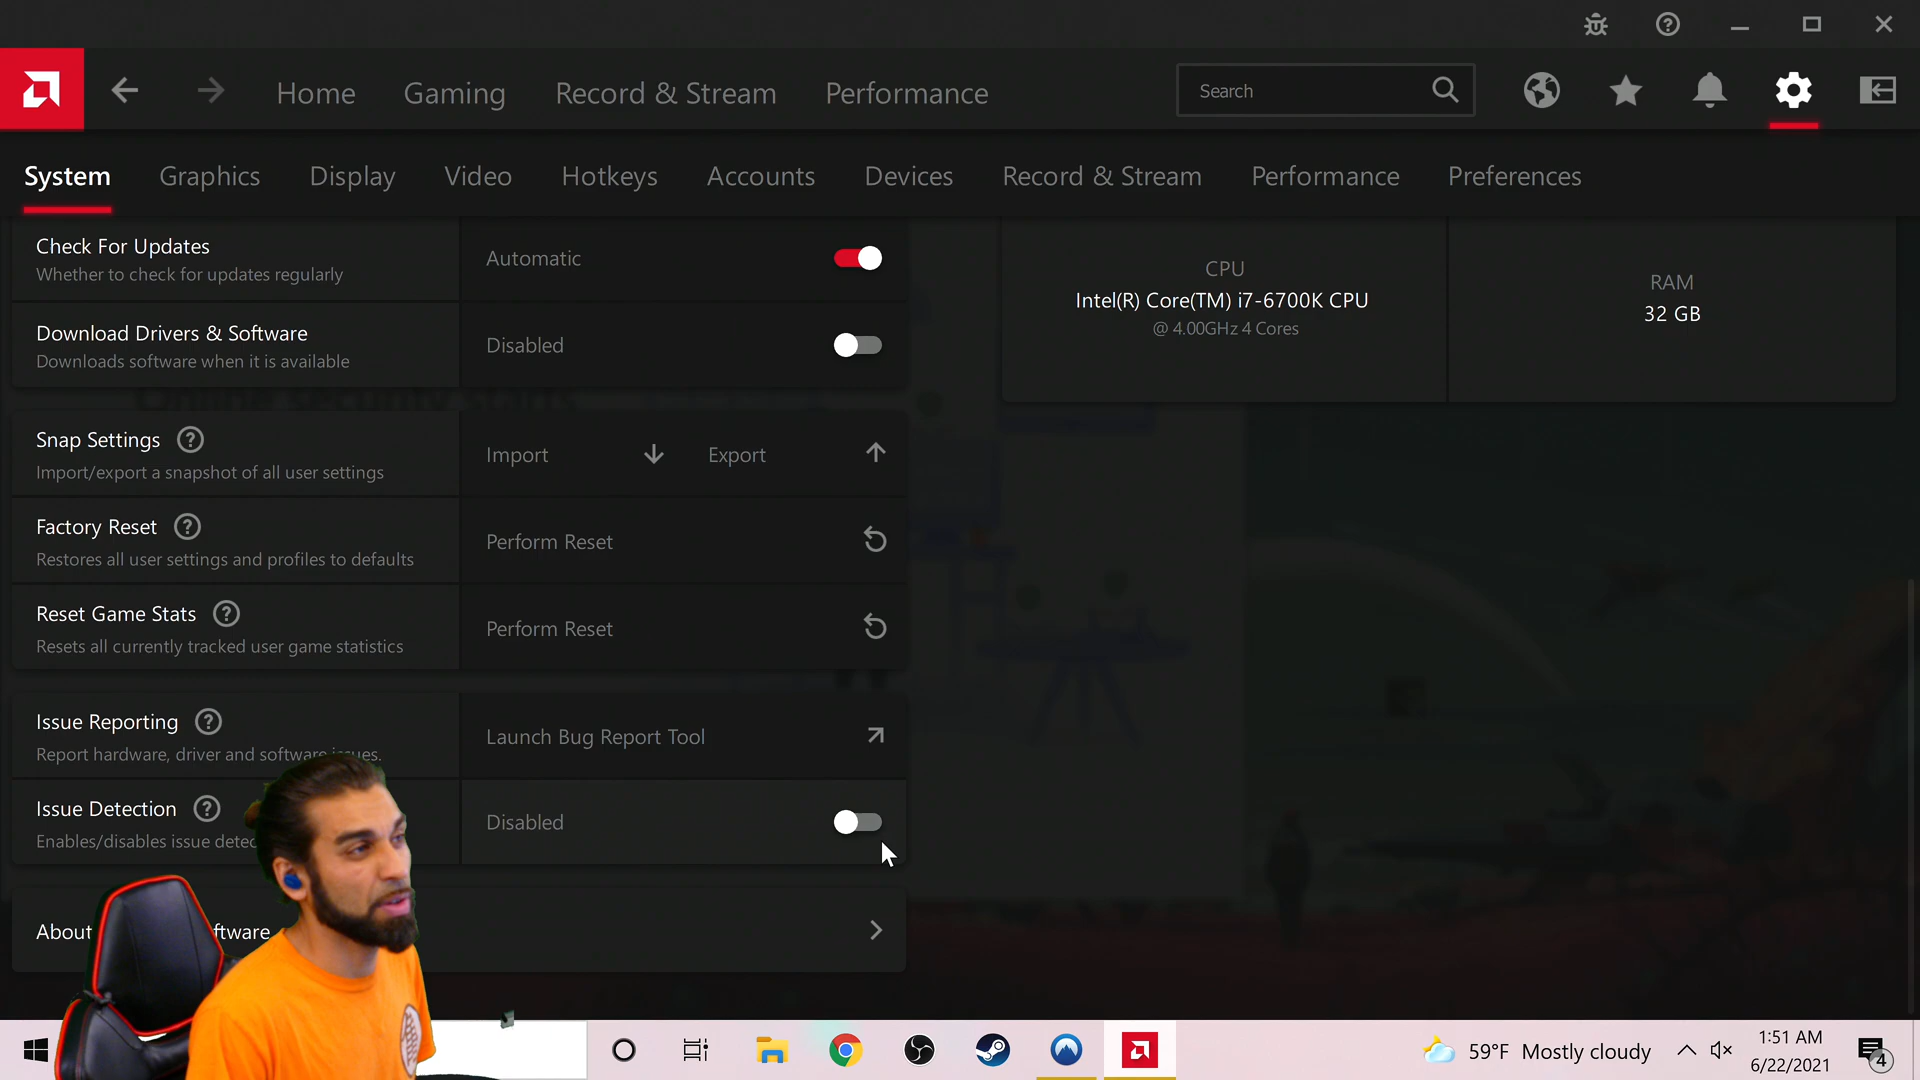 Home
Gaming
Record & Stream
Performance
Search
System
Graphics
Display
Video
Hotkeys
Accounts
Devices
Record & Stream
Performance
Preferences
Check For Updates
Whether to check for updates regularly
Automatic
Download Drivers & Software
Downloads software when it is available
Disabled
Snap Settings
Import/export a snapshot of all user settings
Import
Export
Factory Reset
Restores all user settings and profiles to defaults
Perform Reset
Reset Game Stats
Resets all currently tracked user game statistics
Perform Reset
Issue Reporting
Report hardware, driver and software issues.
Launch Bug Report Tool
Issue Detection
Enables/disables issue detec
Disabled
About ftware
CPU
Intel(R) Core(TM) i7-6700K CPU
@ 4.00GHz 4 Cores
RAM
32 GB
59°F Mostly cloudy
1:51 AM
6/22/2021
4